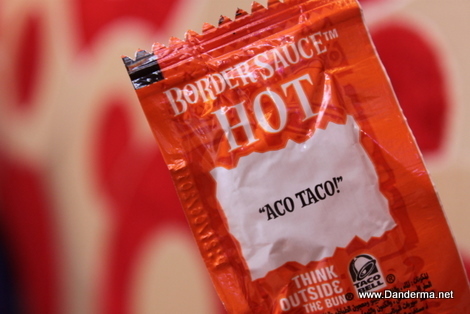 BORDER SAUCE™
HOT
"ACO TACO!"
THINK
OUTSIDE
THE BUN
TACO
BELL
www.Danderma.net